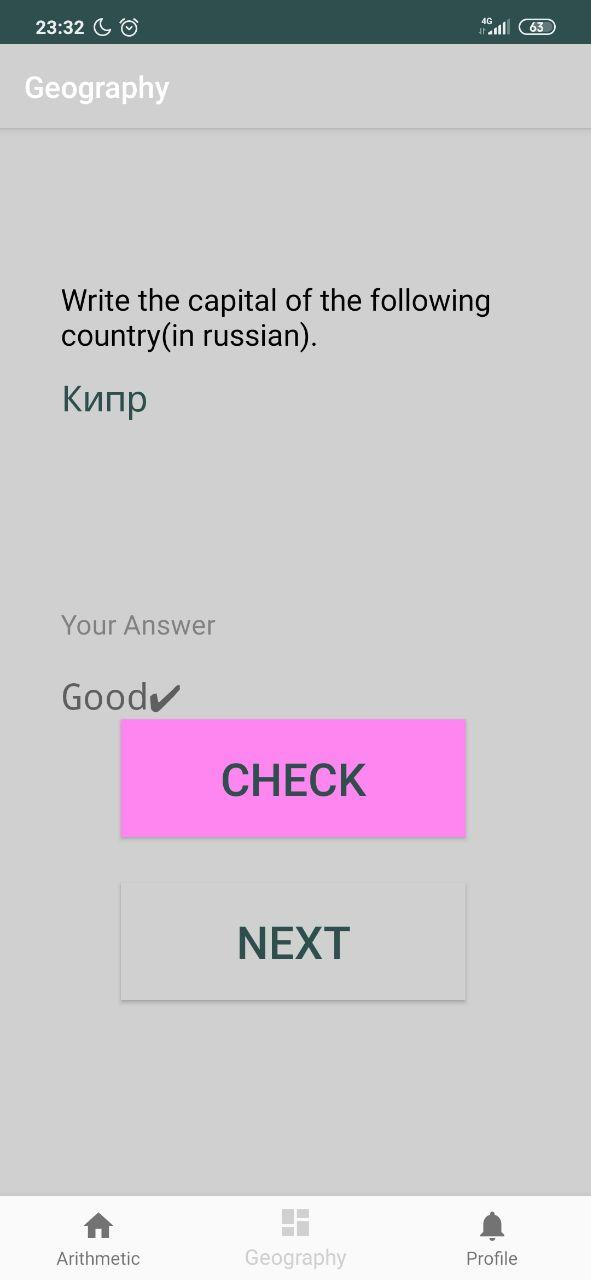 23:32
4G
63
Geography
Write the capital of the following
country(in russian).
Кипр
Your Answer
Good✔
CHECK
NEXT
Arithmetic
Geography
Profile